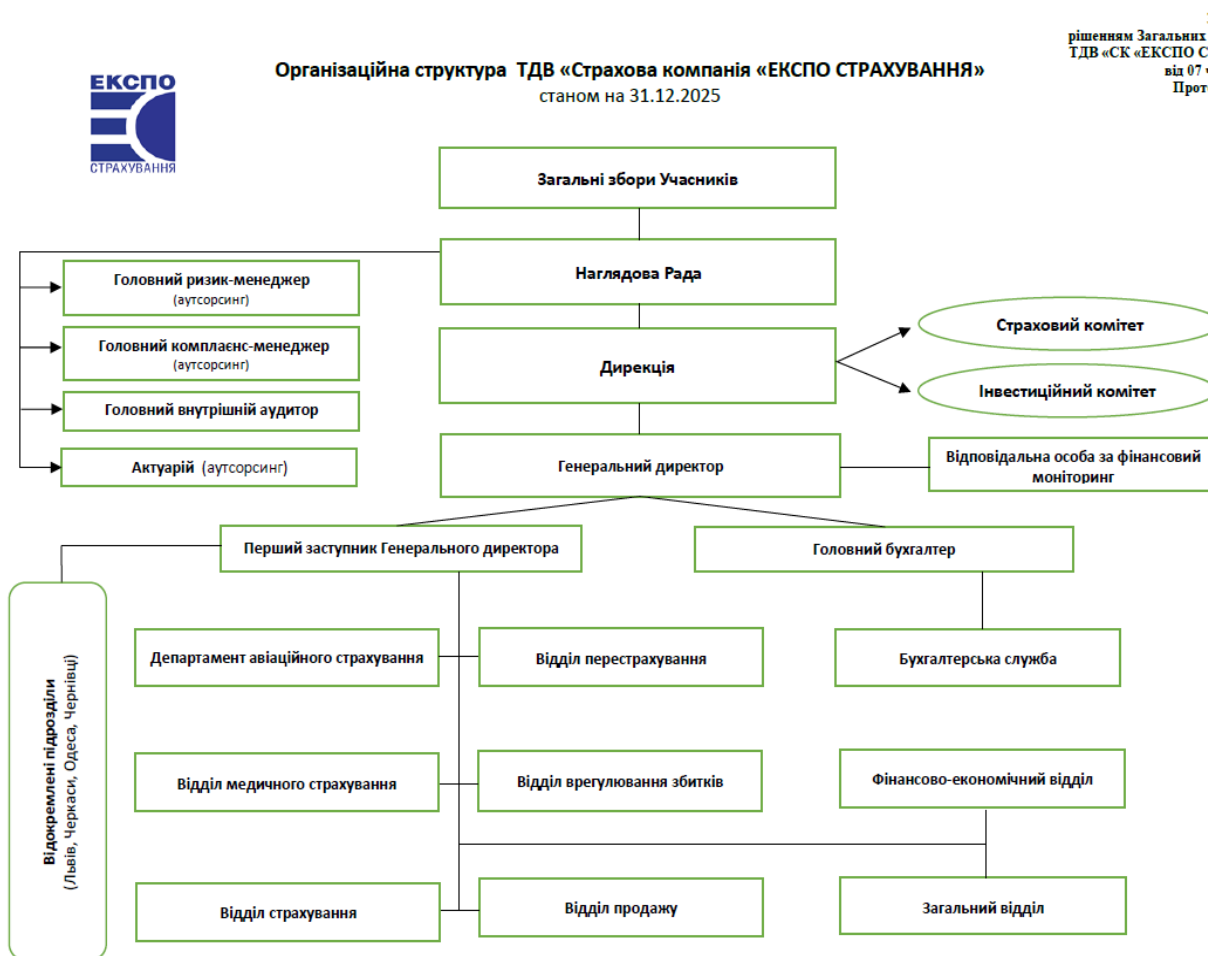 рішенням Загальних
ТДВ «СК «ЕКСПО
від 07
Організаційна структура ТДВ «Страхова компанія «ЕКСПО СТРАХУВАННЯ»
станом на 31.12.2025
ЕКСПО
СТРАХУВАННЯ
Загальні збори Учасників
Наглядова Рада
Головний ризик-менеджер
(аутсорсинг)
Головний комплаєнс-менеджер
(аутсорсинг)
Головний внутрішній аудитор
Актуарій (аутсорсинг)
Дирекція
Страховий комітет
Інвестиційний комітет
Генеральний директор
Відповідальна особа за фінансовий
моніторинг
Перший заступник Генерального директора
Головний бухгалтер
Відокремлені підрозділи
(Львів, Черкаси, Одеса, Чернівці)
Департамент авіаційного страхування
Відділ перестрахування
Бухгалтерська служба
Відділ медичного страхування
Відділ врегулювання збитків
Фінансово-економічний відділ
Відділ страхування
Відділ продажу
Загальний відділ